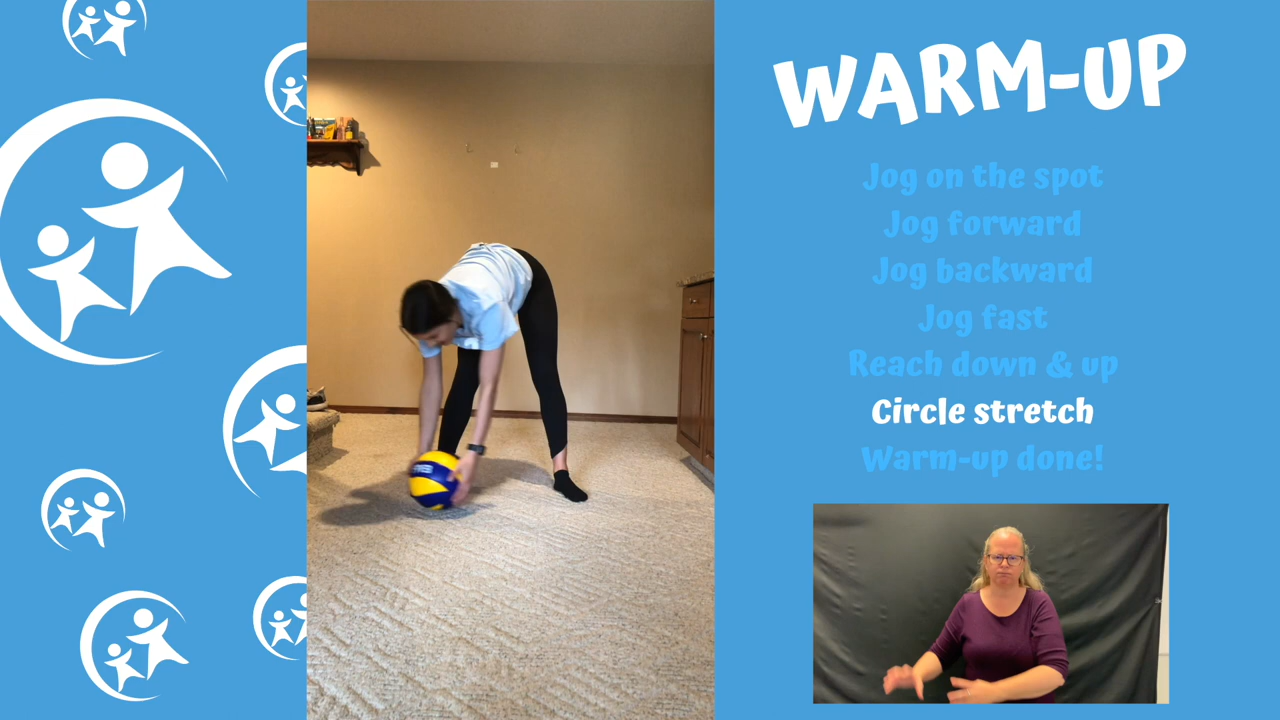 WARM-UP
Jog on the spot
Jog forward
Jog backward
Jog fast
Reach down & up
Circle stretch
Warm-up done!